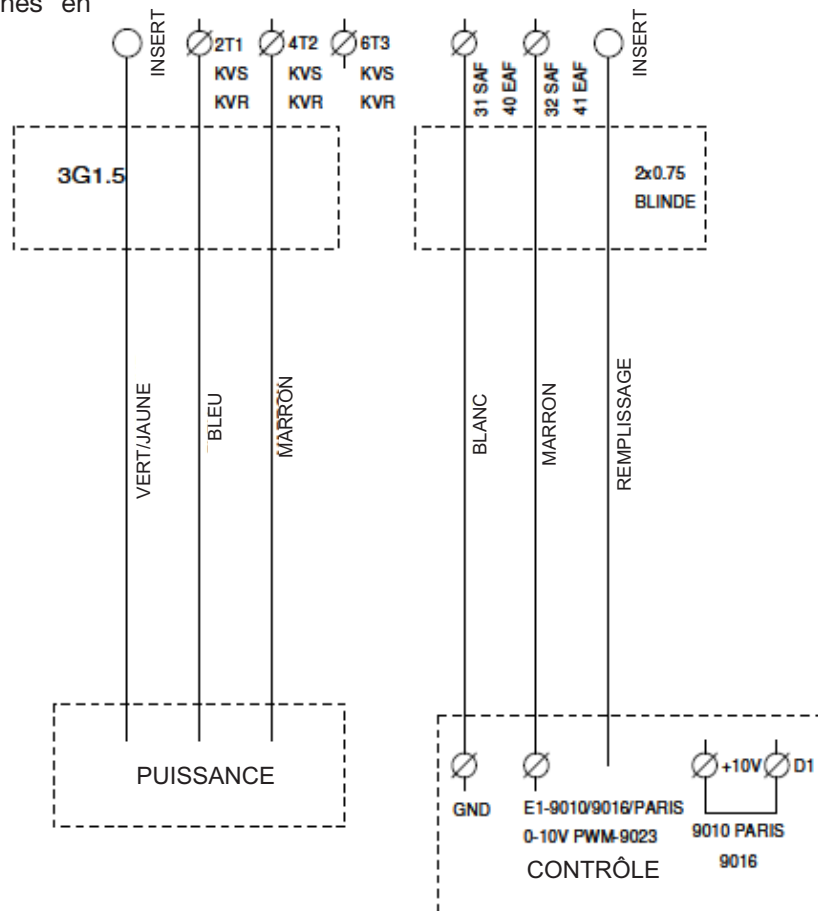 nes en
INSERT
2T1
KVS
KVR
4T2
KVS
KVR
6T3
KVS
KVR
31 SAF
40 EAF
32 SAF
41 EAF
INSERT
3G1.5
2x0.75
BLINDE
VERT/JAUNE
BLEU
MARRON
BLANC
MARRON
REMPLISSAGE
PUISSANCE
GND
E1-9010/9016/PARIS
0-10V PWM-9023
CONTRÔLE
+10V
D1
9010 PARIS
9016